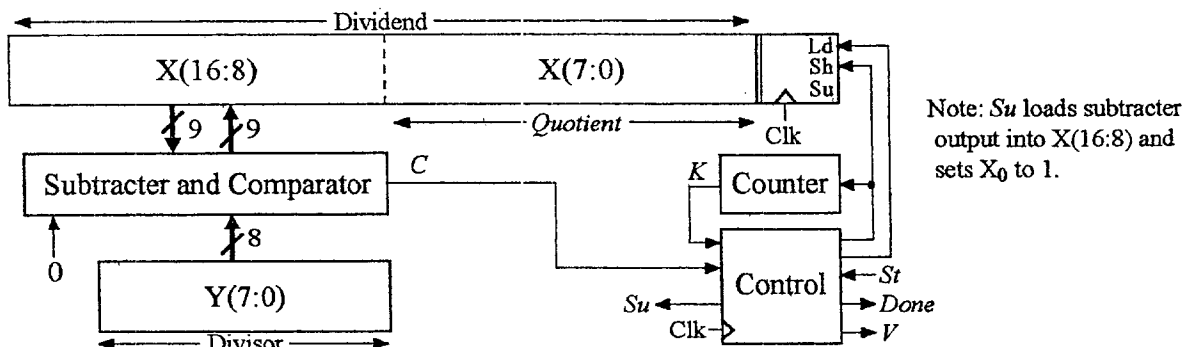 Dividend
X(16:8)
X(7:0)
Ld
Sh
Su
9
9
Quotient
Clk
Note: Su loads subtracter
output into X(16:8) and
sets X0 to 1.
Subtracter and Comparator
C
K
Counter
0
8
Y(7:0)
Divisor
Control
St
Su
Done
Clk
V